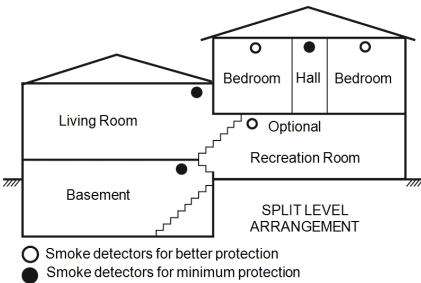 Bedroom
Hall
Bedroom
Living Room
Optional
Recreation Room
Basement
SPLIT LEVEL
ARRANGEMENT
Smoke detectors for better protection
Smoke detectors for minimum protection